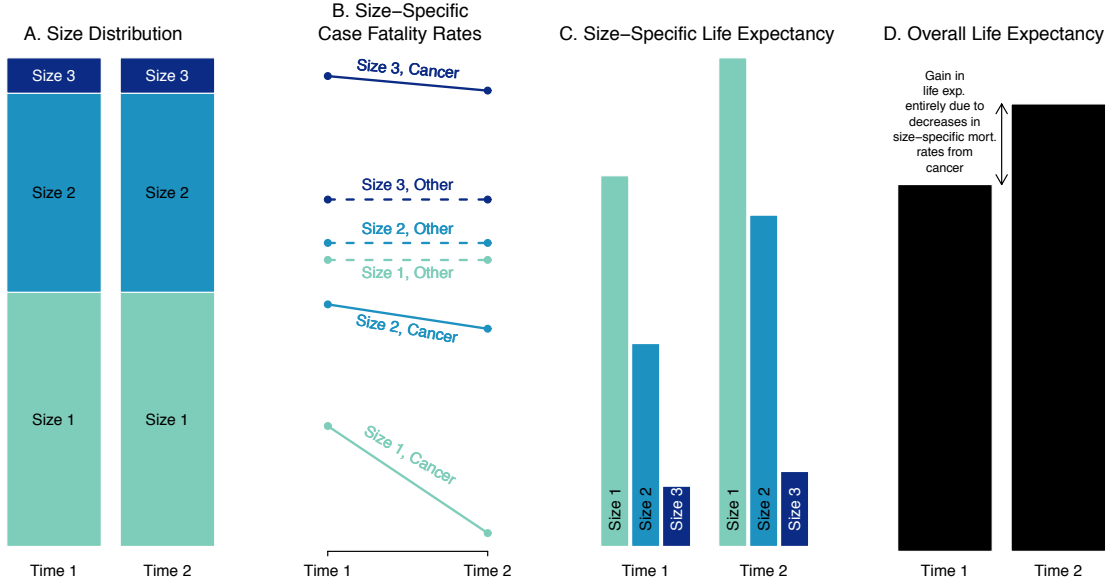 A. Size Distribution
Size 3
Size 3
Size 2
Size 2
Size 1
Size 1
Time 1
Time 2
B. Size−Specific
Case Fatality Rates
Size 3, Cancer
Size 3, Other
Size 2, Other
Size 1, Other
Size 2, Cancer
Size 1, Cancer
Time 1
Time 2
C. Size−Specific Life Expectancy
Size 1
Size 2
Size 3
Size 1
Size 2
Size 3
Time 1
Time 2
D. Overall Life Expectancy
Gain in
life exp.
entirely due to
decreases in
size−specific mort.
rates from
cancer
Time 1
Time 2